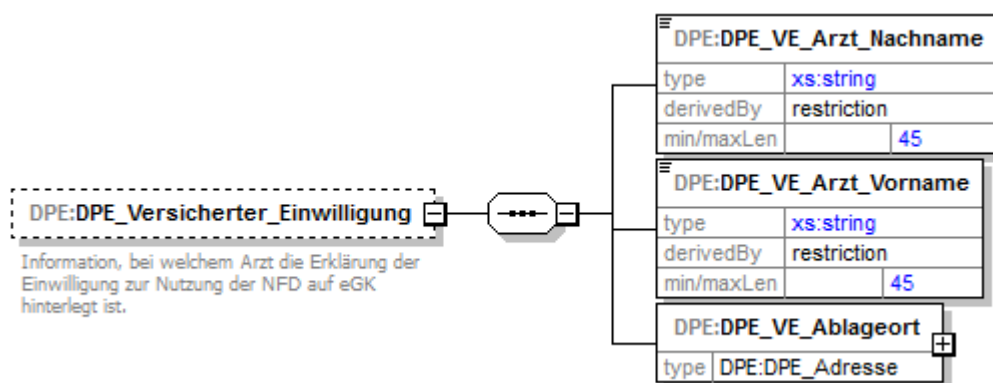 DPE:DPE_VE_Arzt_Nachname
type xs:string
derivedBy restriction
min/maxLen 45
DPE:DPE_VE_Arzt_Vorname
type xs:string
derivedBy restriction
min/maxLen 45
DPE:DPE_Versicherter_Einwilligung
Information, bei welchem Arzt die Erklärung der
Einwilligung zur Nutzung der NFD auf eGK
hinterlegt ist.
DPE:DPE_VE_Ablageort
type DPE:DPE_Adresse